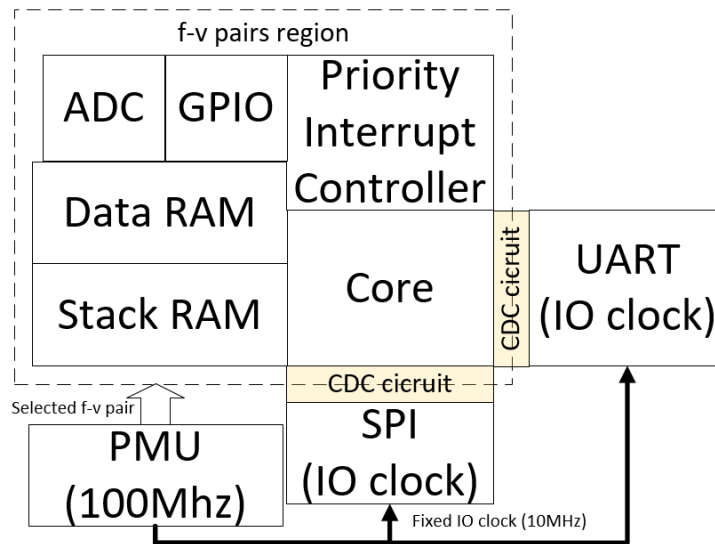 f-v pairs region
ADC
GPIO
Priority
Interrupt
Controller
Data RAM
Stack RAM
Core
CDC cicruit
UART
(IO clock)
CDC cicruit
Selected f-v pair
PMU
(100Mhz)
SPI
(IO clock)
Fixed IO clock (10MHz)